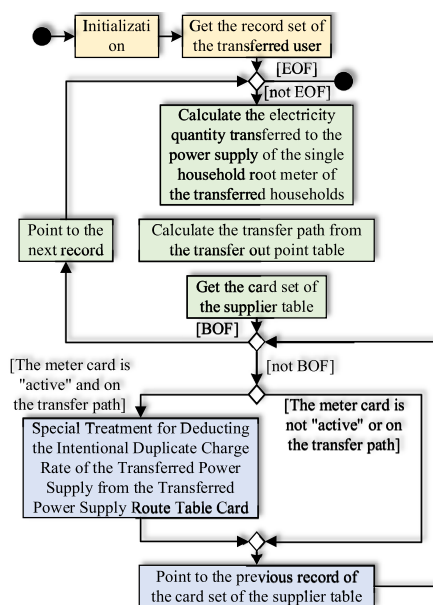 Initializati
on
Get the record set of
the transferred user
[EOF]
[not EOF]
Calculate the electricity
quantity transferred to the
power supply of the single
household root meter of
the transferred households
Point to the
next record
Calculate the transfer path from
the transfer out point table
Get the card set of
the supplier table
[BOF]
[not BOF]
[The meter card is
"active" and on
the transfer path]
[The meter card is
not "active" or on
the transfer path]
Special Treatment for Deducting
the Intentional Duplicate Charge
Rate of the Transferred Power
Supply from the Transferred
Power Supply Route Table Card
Point to the previous record of
the card set of the supplier table